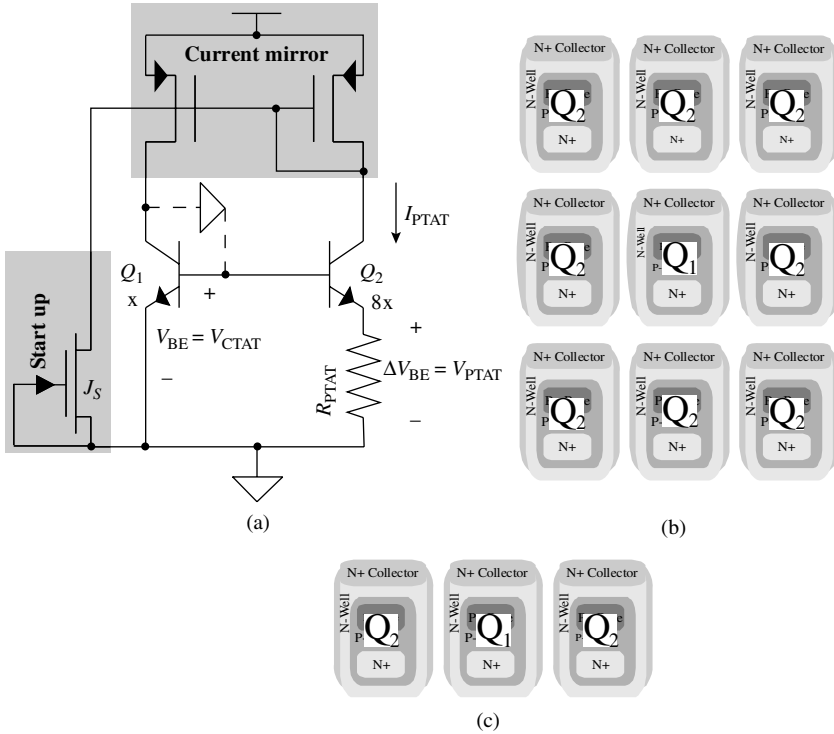 Current mirror
I_PTAT
Q_1
x
Q_2
8x
+
V_BE = V_CTAT
–
+
ΔV_BE = V_PTAT
–
R_PTAT
Start up
J_S
(a)
N+ Collector
N-Well
Q_2
P
N+
N+ Collector
N-Well
Q_2
P
N+
N+ Collector
N-Well
Q_2
P
N+
N+ Collector
N-Well
Q_2
P
N+
N+ Collector
N-Well
Q_1
P-
N+
N+ Collector
N-Well
Q_2
P
N+
N+ Collector
N-Well
Q_2
P
N+
N+ Collector
N-Well
Q_2
P-
N+
N+ Collector
N-Well
Q_2
P
N+
(b)
N+ Collector
N-Well
Q_2
P-
N+
N+ Collector
N-Well
Q_1
P-
N+
N+ Collector
N-Well
Q_2
P-
N+
(c)